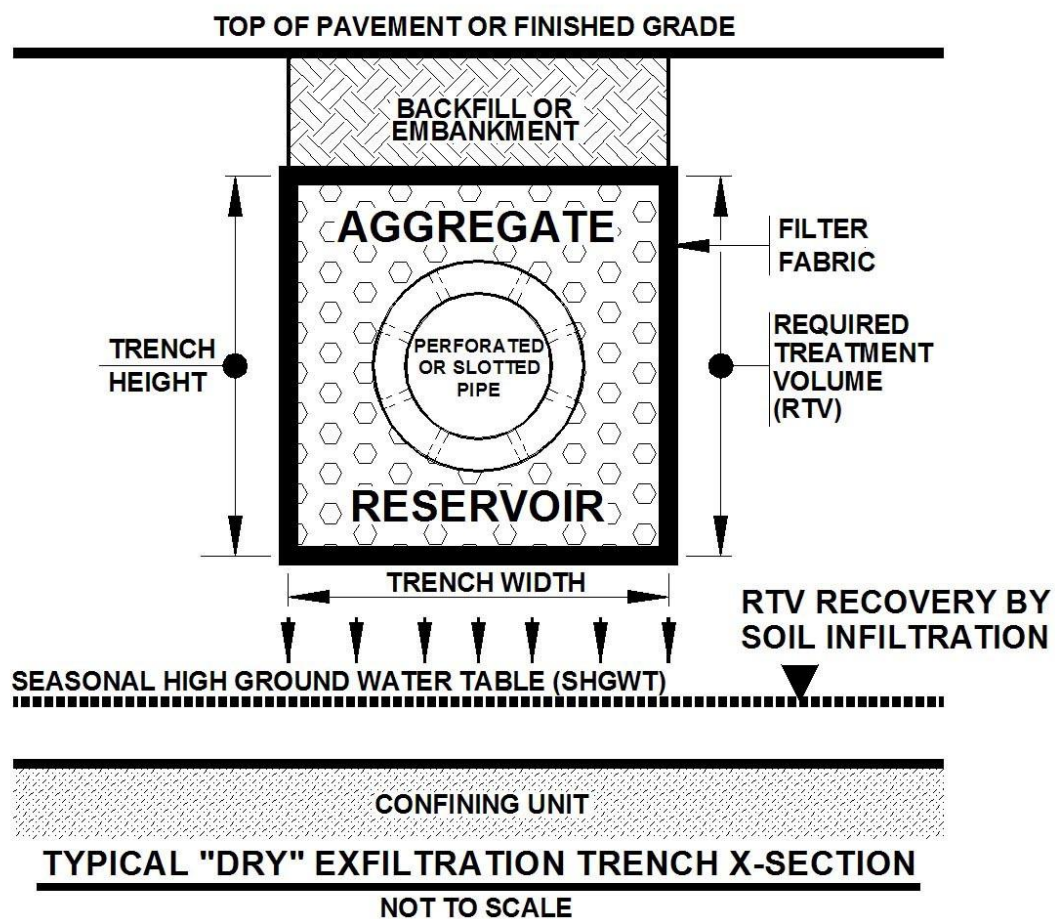 TOP OF PAVEMENT OR FINISHED GRADE
BACKFILL OR
EMBANKMENT
AGGREGATE
FILTER
FABRIC
PERFORATED
OR SLOTTED
PIPE
TRENCH
HEIGHT
REQUIRED
TREATMENT
VOLUME
(RTV)
RESERVOIR
TRENCH WIDTH
RTV RECOVERY BY
SOIL INFILTRATION
SEASONAL HIGH GROUND WATER TABLE (SHGWT)
CONFINING UNIT
TYPICAL "DRY" EXFILTRATION TRENCH X-SECTION
NOT TO SCALE